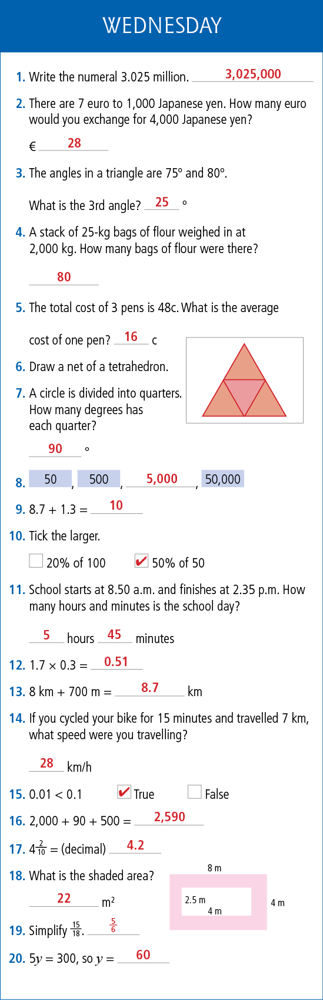 WEDNESDAY
1. Write the numeral 3.025 million. 3,025,000
2. There are 7 euro to 1,000 Japanese yen. How many euro
would you exchange for 4,000 Japanese yen?
€ 28
3. The angles in a triangle are 75º and 80º.
What is the 3rd angle? 25 º
4. A stack of 25-kg bags of flour weighed in at
2,000 kg. How many bags of flour were there?
80
5. The total cost of 3 pens is 48c. What is the average
cost of one pen? 16 c
6. Draw a net of a tetrahedron.
7. A circle is divided into quarters.
How many degrees has
each quarter?
90 º
8. 50, 500, 5,000, 50,000
9. 8.7 + 1.3 = 10
10. Tick the larger.
20% of 100 ✔ 50% of 50
11. School starts at 8.50 a.m. and finishes at 2.35 p.m. How
many hours and minutes is the school day?
5 hours 45 minutes
12. 1.7 × 0.3 = 0.51
13. 8 km + 700 m = 8.7 km
14. If you cycled your bike for 15 minutes and travelled 7 km,
what speed were you travelling?
28 km/h
15. 0.01 < 0.1 ✔ True False
16. 2,000 + 90 + 500 = 2,590
17. 4 2/10 = (decimal) 4.2
18. What is the shaded area?
22 m²
8 m
2.5 m
4 m
4 m
19. Simplify 15/18. 5/6
20. 5y = 300, so y = 60